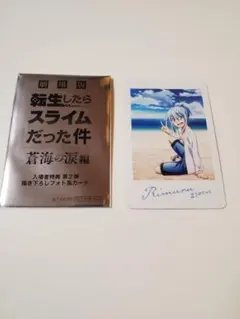 劇場版
転生したら
スライム
だった件
蒼海の涙編
入場者特典 第2弾
描き下ろしフォト風カード
Rimuru